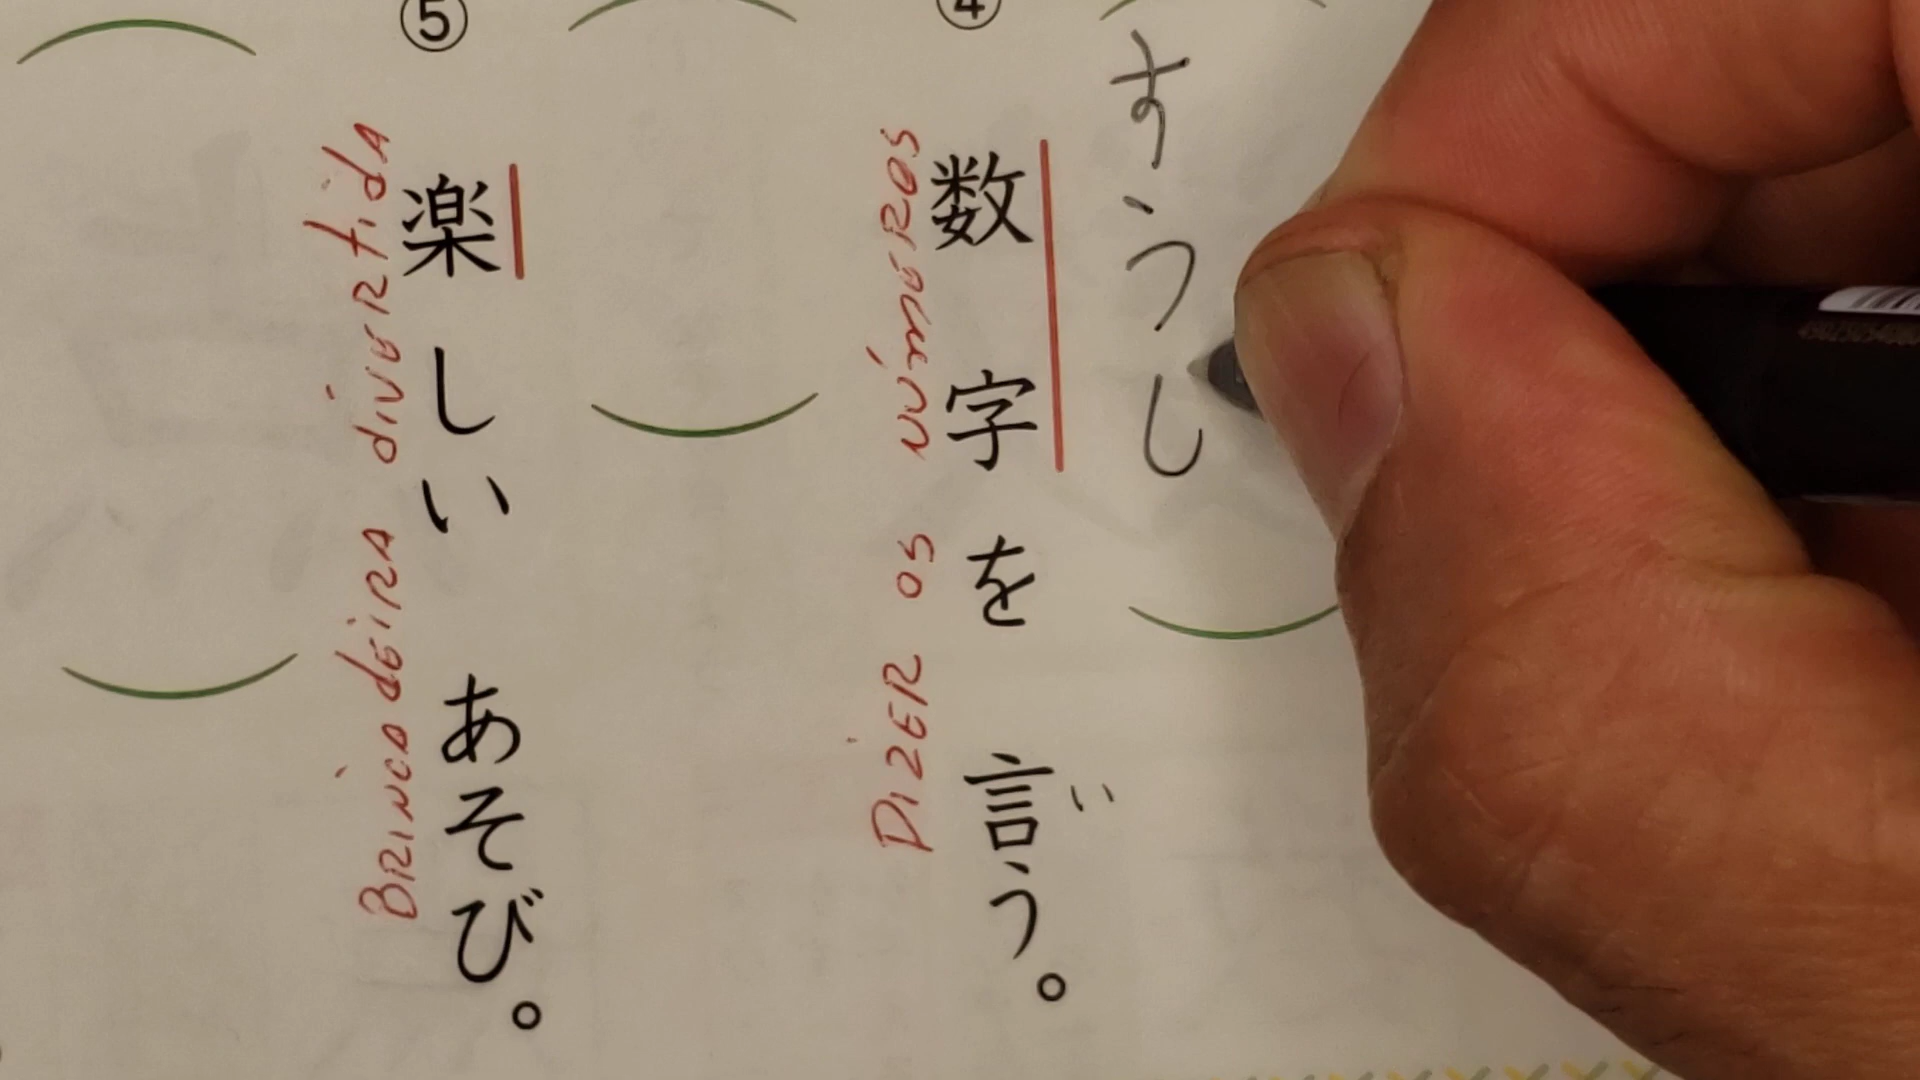 ④
すうし
数字を言う。
い
Dizer os números
⑤
楽しいあそび。
Brincadeira divertida